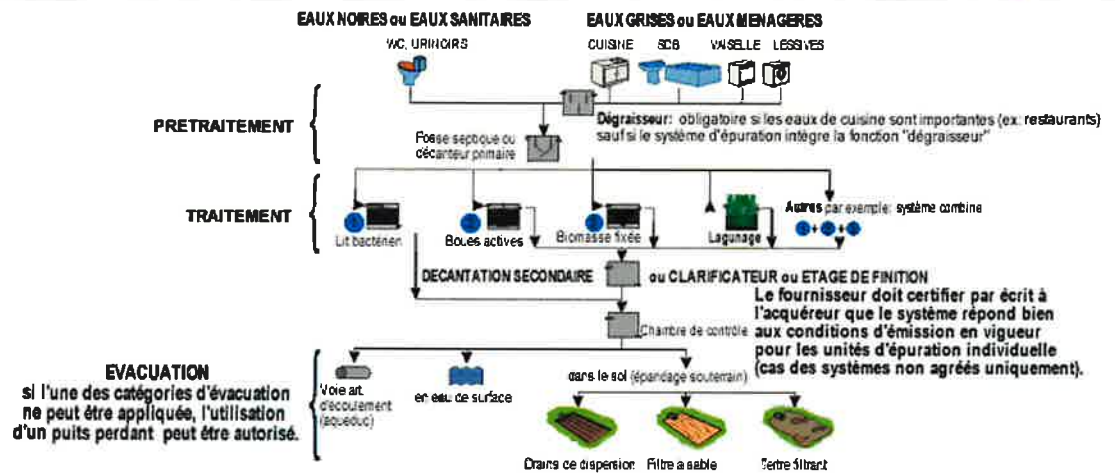 EAUX NOIRES ou EAUX SANITAIRES
EAUX GRISES ou EAUX MENAGERES
WC, URINOIRS
CUISINE
SDB
VAISELLE
LESSIVES
PRETRAITEMENT
Dégraisseur: obligatoire si les eaux de cuisine sont importantes (ex: restaurants)
sauf si le système d'épuration intègre la fonction "dégraisseur"
Fosse septique ou
décanteur primaire
TRAITEMENT
Autres par exemple: système combine
Lit bactérien
Boues actives
Biomasse fixée
Lagunage
DECANTATION SECONDAIRE
ou CLARIFICATEUR ou ETAGE DE FINITION
Chambre de contrôle
Le fournisseur doit certifier par écrit à
l'acquéreur que le système répond bien
aux conditions d'émission en vigueur
pour les unités d'épuration individuelle
(cas des systèmes non agréés uniquement).
EVACUATION
si l'une des catégories d'évacuation
ne peut être appliquée, l'utilisation
d'un puits perdant peut être autorisé.
Voie art.
d'écoulement
(aqueduc)
en eau de surface
dans le sol (épandage souterrain)
Drains de dispersion
Filtre a sable
Tertre filtrant